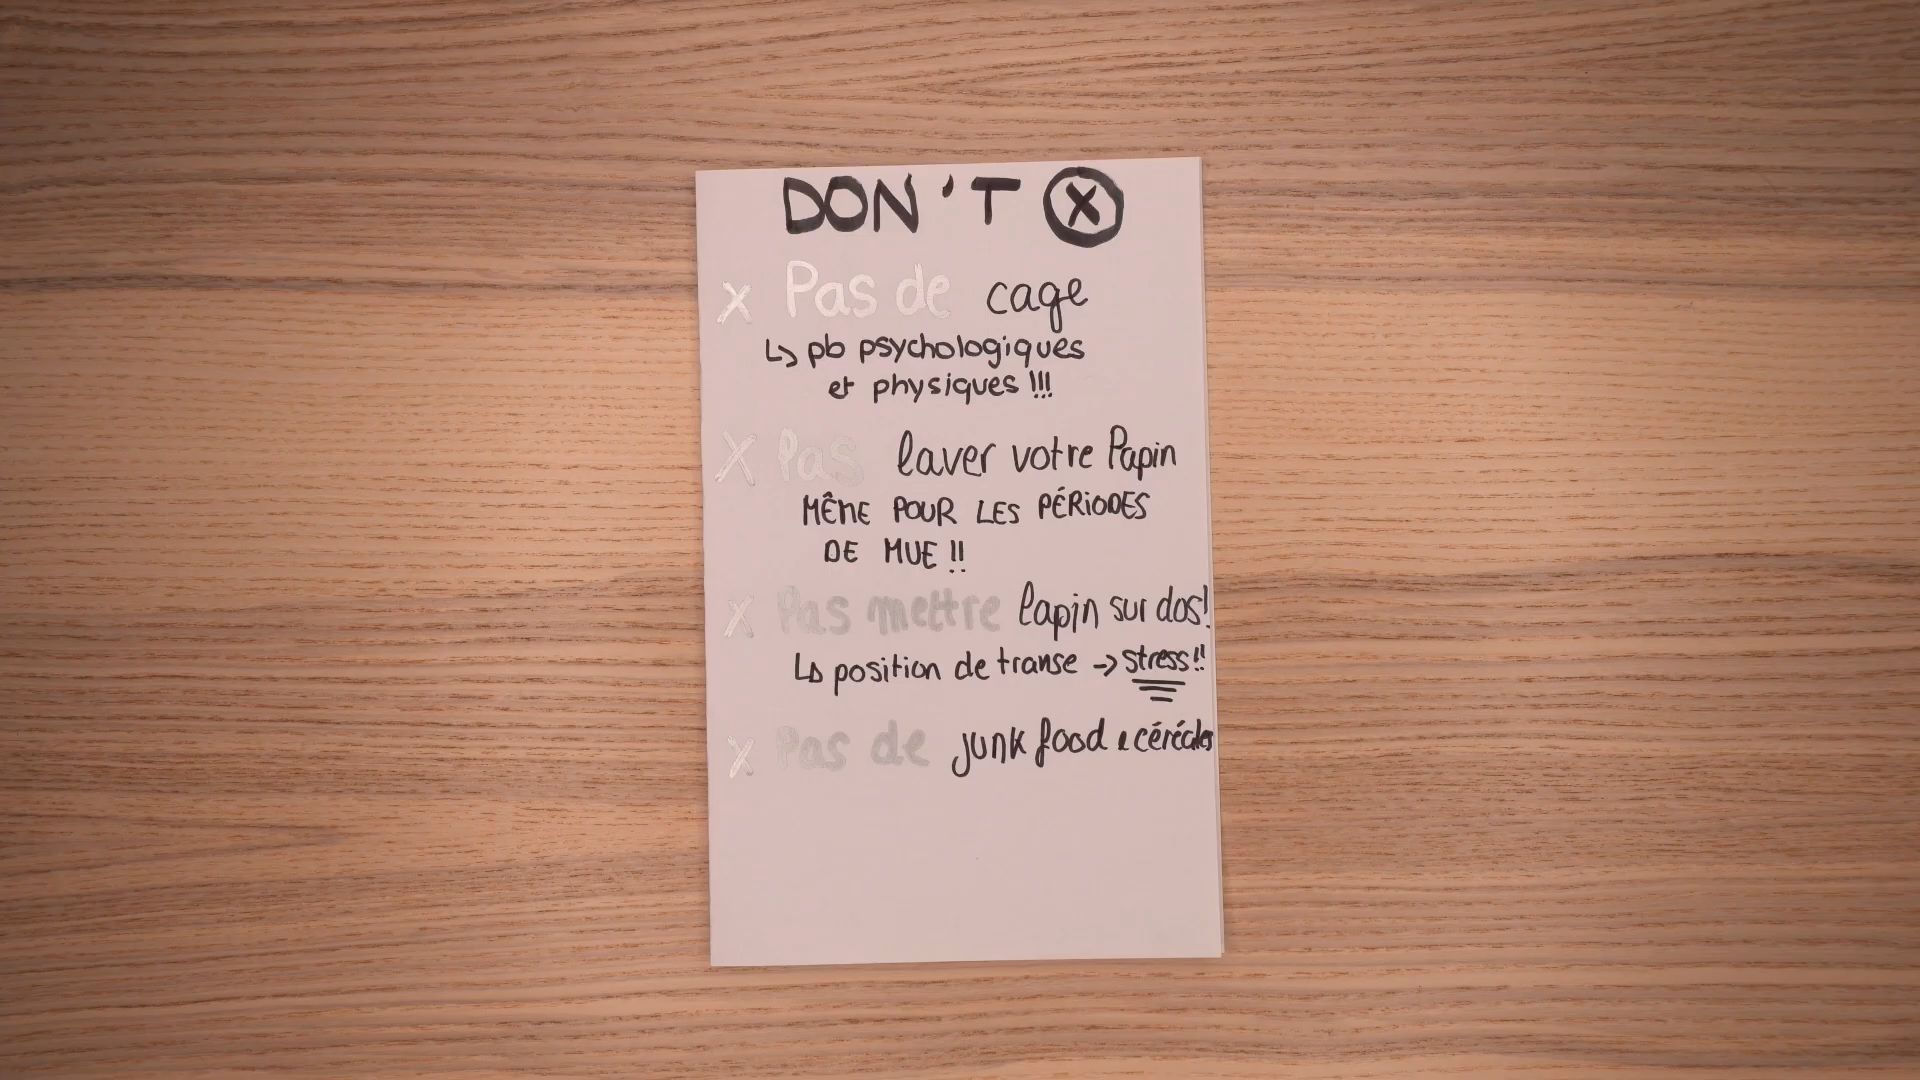 DON'T X
x Pas de cage
↳ pb psychologiques
et physiques !!!
X Pas laver votre lapin
MÊME POUR LES PÉRIODES
DE MUE !!
X Pas mettre lapin sur dos!
↳ position de transe → stress!!
X Pas de junk food & céréales